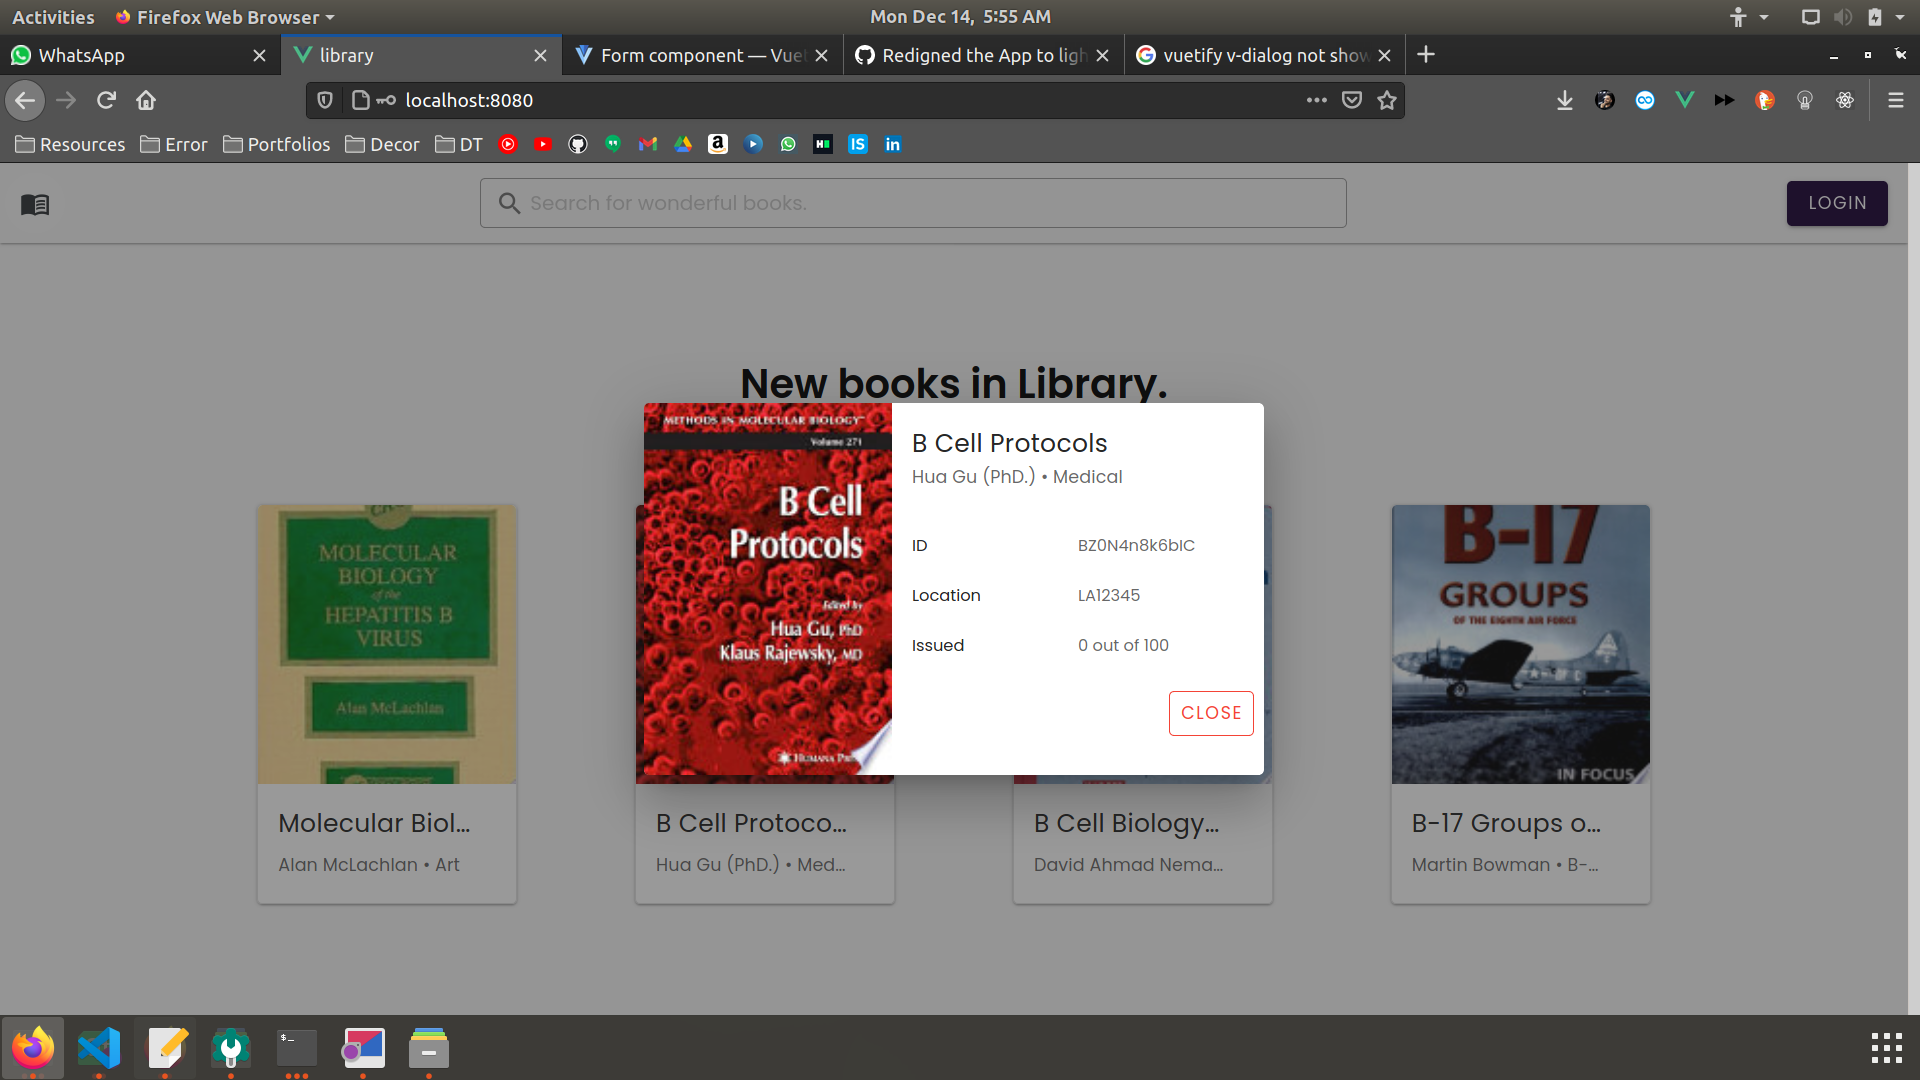 Activities
Firefox Web Browser
Mon Dec 14, 5:55 AM
WhatsApp
library
Form component — Vuet
Redigned the App to ligh
vuetify v-dialog not show
localhost:8080
Resources
Error
Portfolios
Decor
DT
Search for wonderful books.
LOGIN
New books in Library.
METHODS IN MOLECULAR BIOLOGY™
Volume 271
B Cell
Protocols
Edited by
Hua Gu, PhD
Klaus Rajewsky, MD
B Cell Protocols
Hua Gu (PhD.) • Medical
ID
BZ0N4n8k6bIC
Location
LA12345
Issued
0 out of 100
CLOSE
MOLECULAR
BIOLOGY
of the
HEPATITIS B
VIRUS
Alan McLachlan
B-17
GROUPS
OF THE EIGHTH AIR FORCE
IN FOCUS
Molecular Biol...
Alan McLachlan • Art
B Cell Protoco...
Hua Gu (PhD.) • Med...
B Cell Biology...
David Ahmad Nema...
B-17 Groups o...
Martin Bowman • B-...